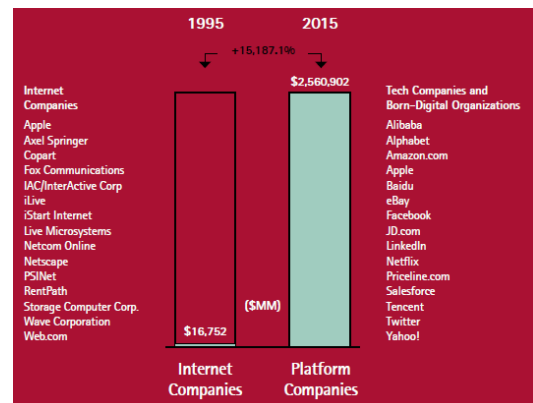 1995
2015
+15,187.1%
$2,560,902
Internet
Companies
Apple
Axel Springer
Copart
Fox Communications
IAC/InterActive Corp
iLive
iStart Internet
Live Microsystems
Netcom Online
Netscape
PSINet
RentPath
Storage Computer Corp.
Wave Corporation
Web.com
($MM)
$16,752
Tech Companies and
Born-Digital Organizations
Alibaba
Alphabet
Amazon.com
Apple
Baidu
eBay
Facebook
JD.com
LinkedIn
Netflix
Priceline.com
Salesforce
Tencent
Twitter
Yahoo!
Internet
Companies
Platform
Companies